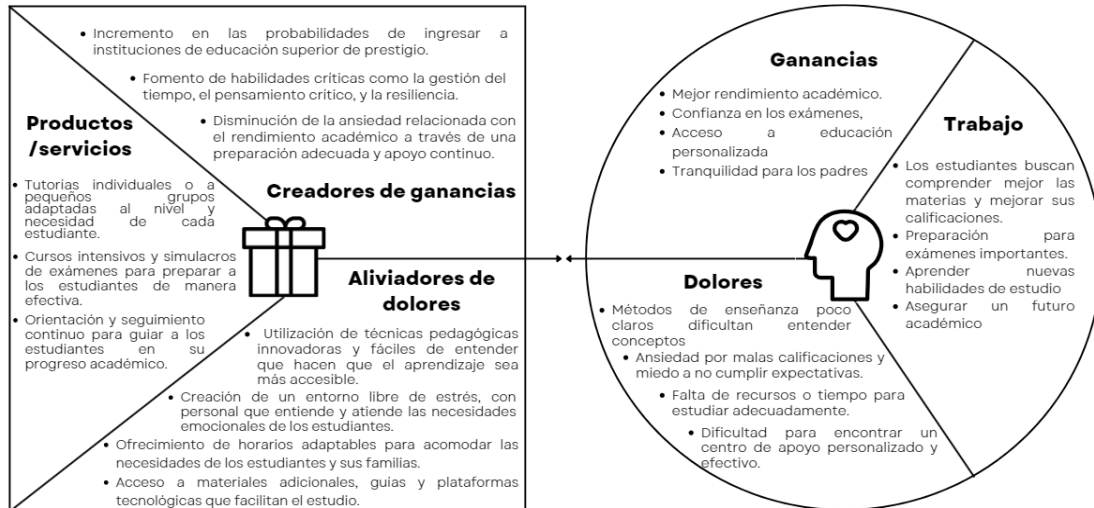 Incremento en las probabilidades de ingresar a
instituciones de educación superior de prestigio.
Fomento de habilidades críticas como la gestión del
tiempo, el pensamiento crítico, y la resiliencia.
Disminución de la ansiedad relacionada con
el rendimiento académico a través de una
preparación adecuada y apoyo continuo.
Creadores de ganancias
Productos
/servicios
Tutorias individuales o a
pequeños grupos
adaptadas al nivel y
necesidad de cada
estudiante.
Cursos intensivos y simulacros
de exámenes para preparar a
los estudiantes de manera
efectiva.
Orientación y seguimiento
continuo para guiar a los
estudiantes en su
progreso académico.
Aliviadores de
dolores
Utilización de técnicas pedagógicas
innovadoras y fáciles de entender
que hacen que el aprendizaje sea
más accesible.
Creación de un entorno libre de estrés, con
personal que entiende y atiende las necesidades
emocionales de los estudiantes.
Ofrecimiento de horarios adaptables para acomodar las
necesidades de los estudiantes y sus familias.
Acceso a materiales adicionales, guías y plataformas
tecnológicas que facilitan el estudio.
Ganancias
Mejor rendimiento académico.
Confianza en los exámenes,
Acceso a educación
personalizada
Tranquilidad para los padres
Trabajo
Los estudiantes buscan
comprender mejor las
materias y mejorar sus
calificaciones.
Preparación para
exámenes importantes.
Aprender nuevas
habilidades de estudio
Asegurar un futuro
académico
Dolores
Métodos de enseñanza poco
claros dificultan entender
conceptos
Ansiedad por malas calificaciones y
miedo a no cumplir expectativas.
Falta de recursos o tiempo para
estudiar adecuadamente.
Dificultad para encontrar un
centro de apoyo personalizado y
efectivo.